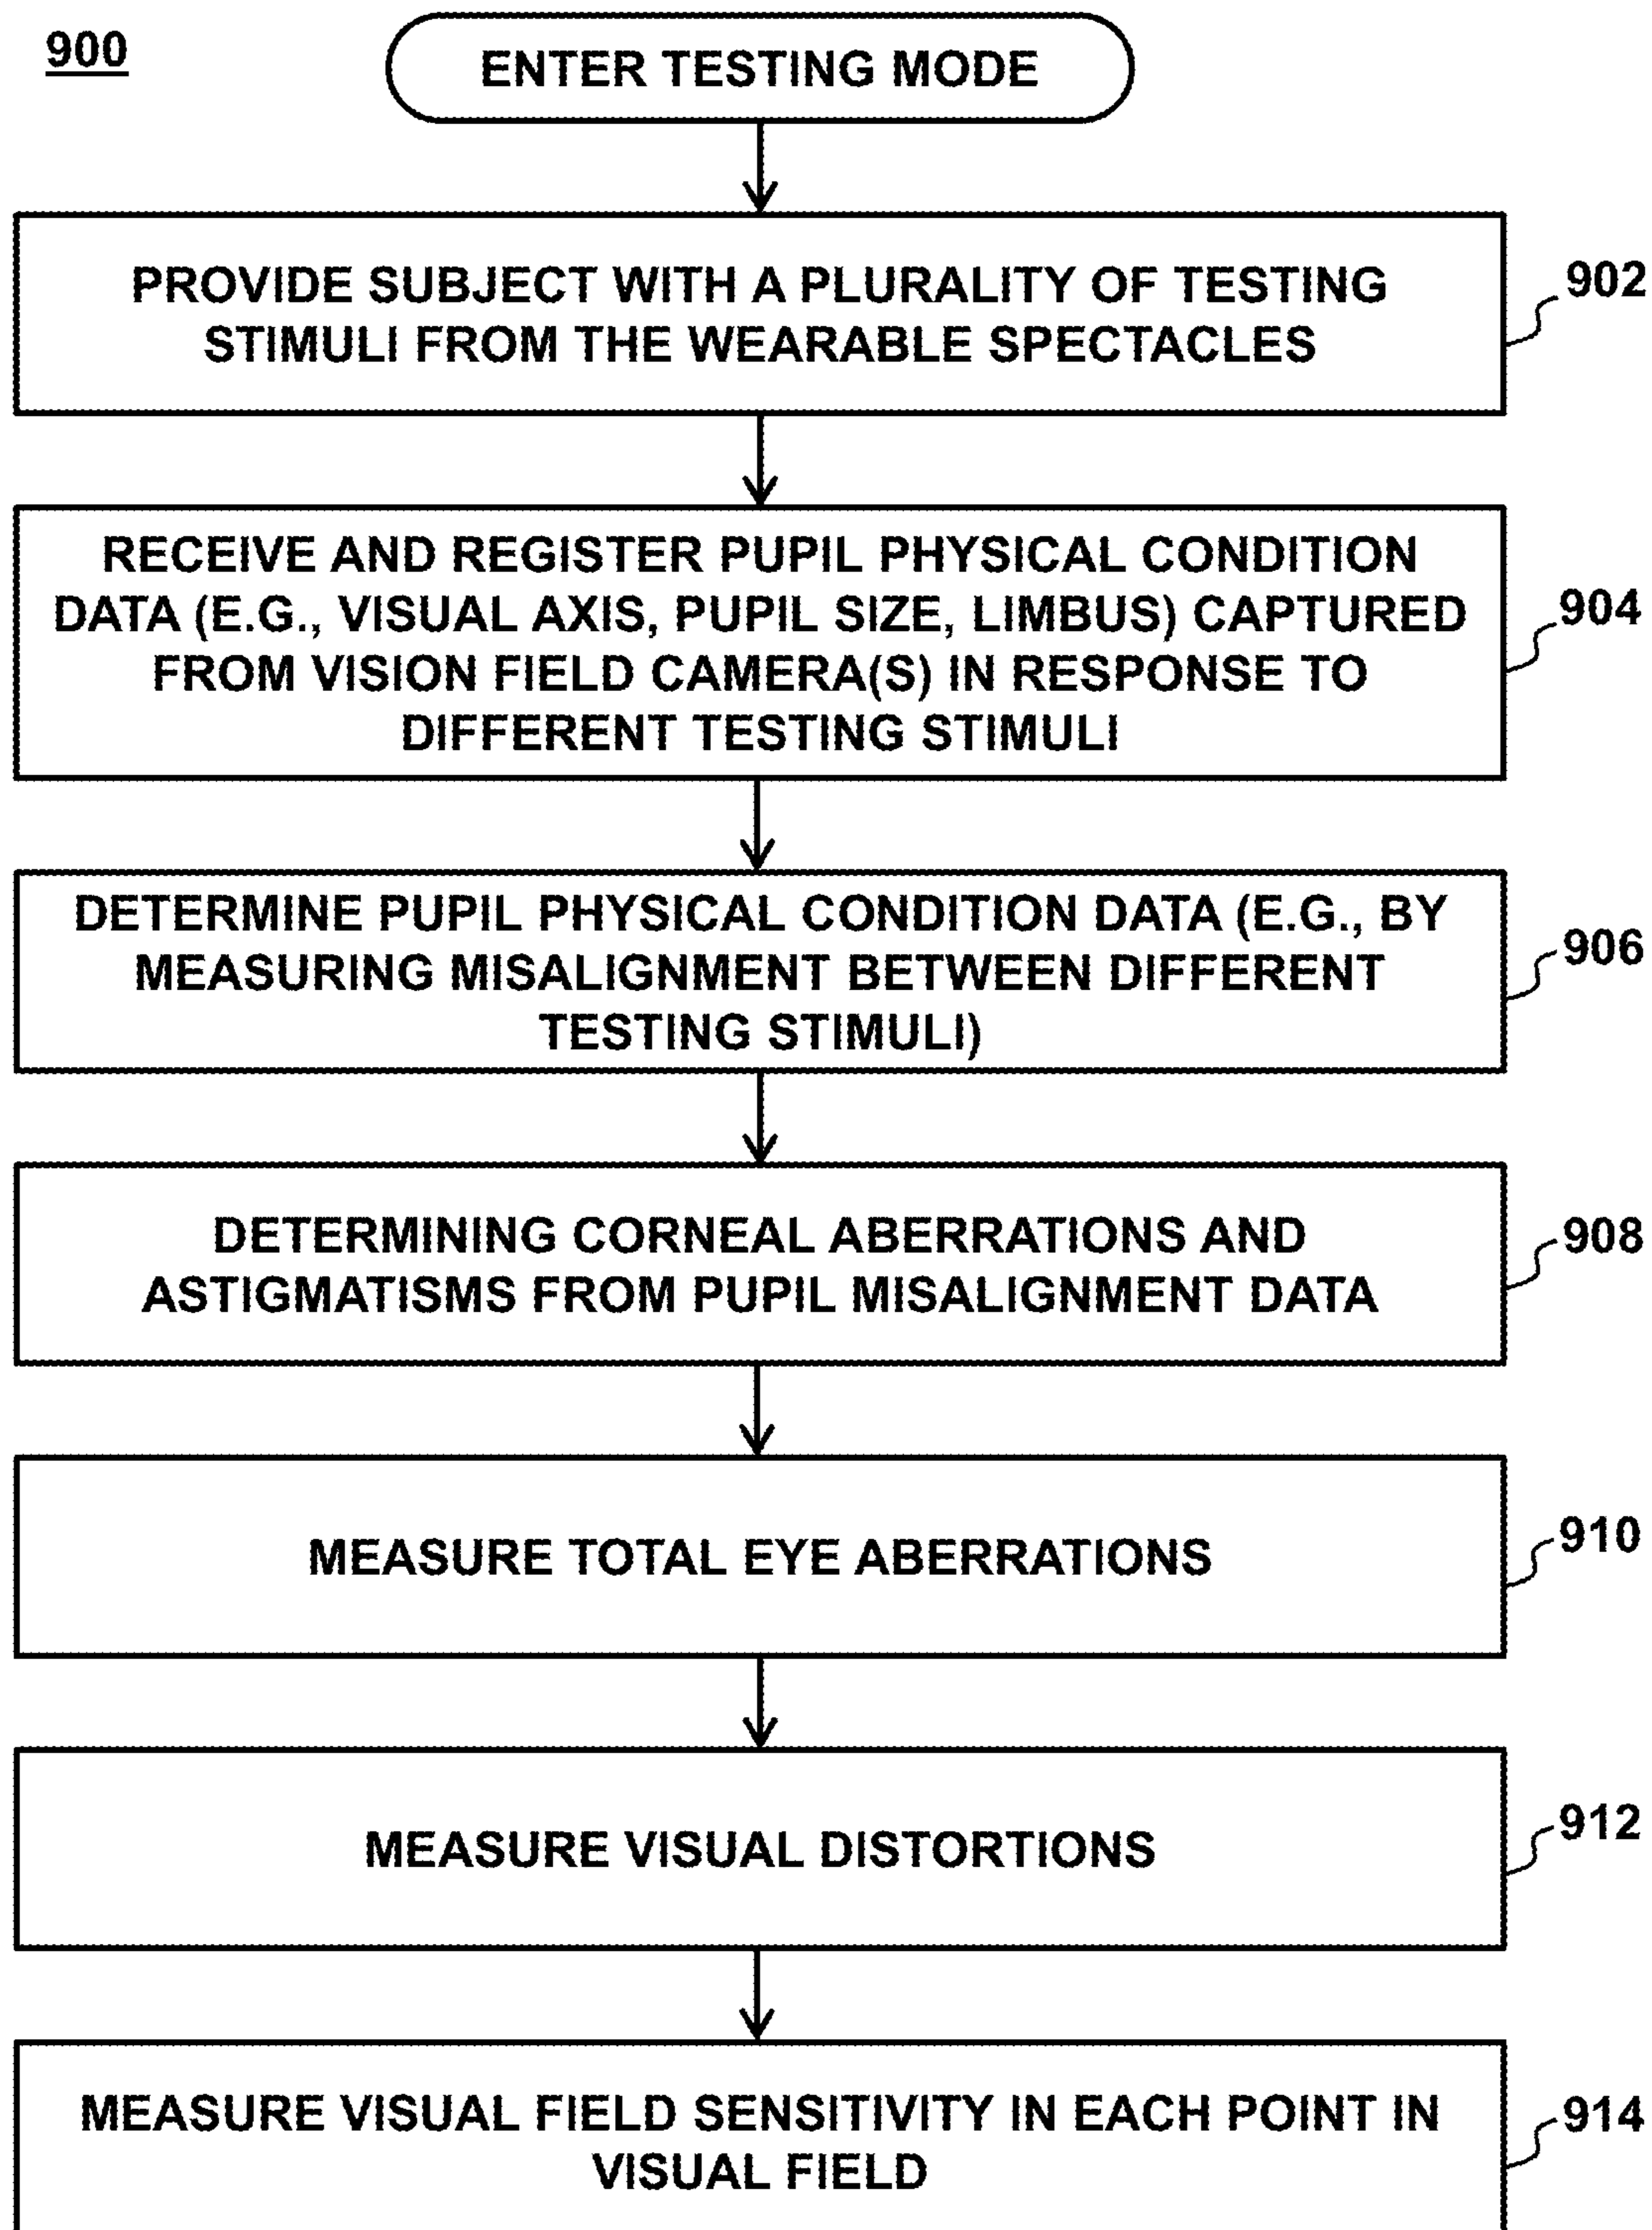 900
ENTER TESTING MODE
PROVIDE SUBJECT WITH A PLURALITY OF TESTING
STIMULI FROM THE WEARABLE SPECTACLES
902
RECEIVE AND REGISTER PUPIL PHYSICAL CONDITION
DATA (E.G., VISUAL AXIS, PUPIL SIZE, LIMBUS) CAPTURED
FROM VISION FIELD CAMERA(S) IN RESPONSE TO
DIFFERENT TESTING STIMULI
904
DETERMINE PUPIL PHYSICAL CONDITION DATA (E.G., BY
MEASURING MISALIGNMENT BETWEEN DIFFERENT
TESTING STIMULI)
906
DETERMINING CORNEAL ABERRATIONS AND
ASTIGMATISMS FROM PUPIL MISALIGNMENT DATA
908
MEASURE TOTAL EYE ABERRATIONS
910
MEASURE VISUAL DISTORTIONS
912
MEASURE VISUAL FIELD SENSITIVITY IN EACH POINT IN
VISUAL FIELD
914